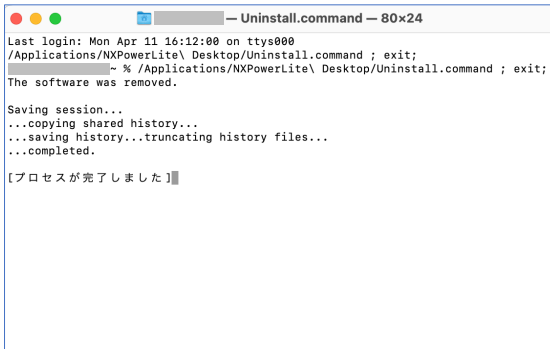 — Uninstall.command — 80×24
Last login: Mon Apr 11 16:12:00 on ttys000
/Applications/NXPowerLite\ Desktop/Uninstall.command ; exit;
~ % /Applications/NXPowerLite\ Desktop/Uninstall.command ; exit;
The software was removed.
Saving session...
...copying shared history...
...saving history...truncating history files...
...completed.
[プロセスが完了しました]